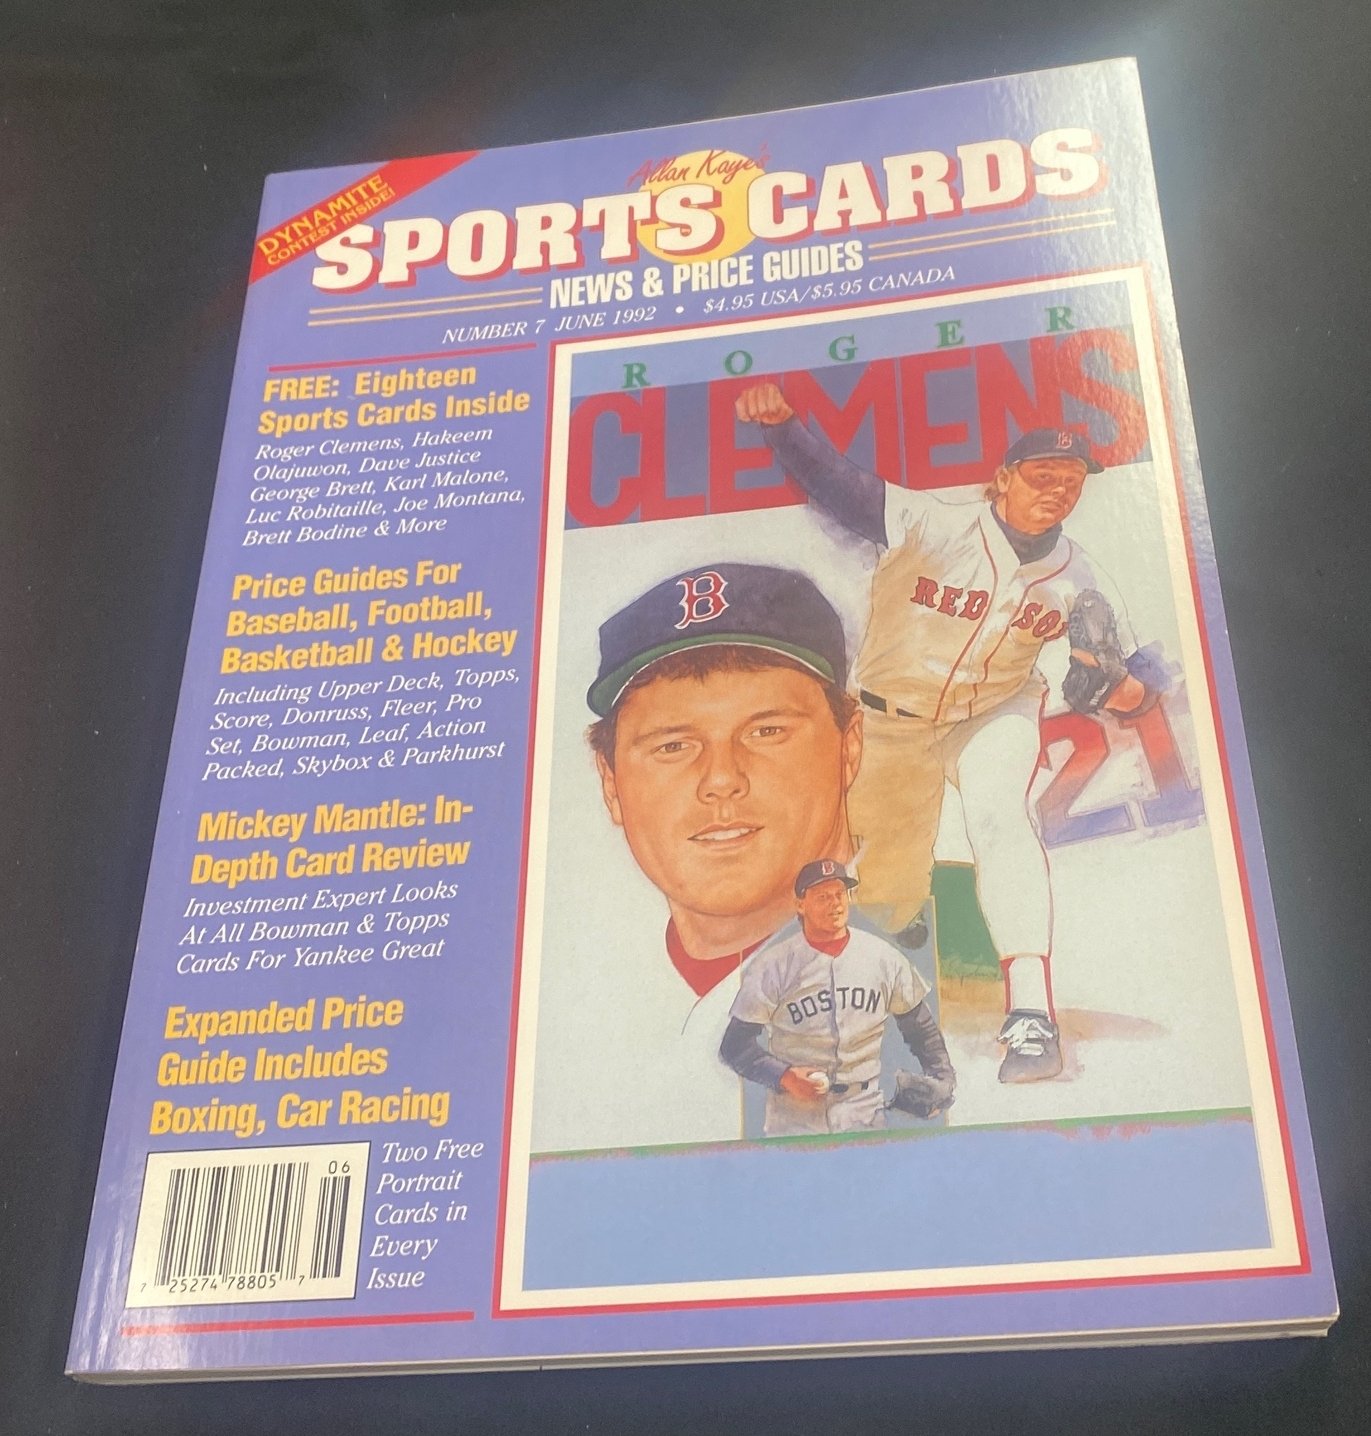 DYNAMITE
CONTEST INSIDE!
Allan Kaye's
SPORTS CARDS
NEWS & PRICE GUIDES
NUMBER 7 JUNE 1992 • $4.95 USA/$5.95 CANADA
FREE: Eighteen
Sports Cards Inside
Roger Clemens, Hakeem
Olajuwon, Dave Justice
George Brett, Karl Malone,
Luc Robitaille, Joe Montana,
Brett Bodine & More
Price Guides For
Baseball, Football,
Basketball & Hockey
Including Upper Deck, Topps,
Score, Donruss, Fleer, Pro
Set, Bowman, Leaf, Action
Packed, Skybox & Parkhurst
Mickey Mantle: In-
Depth Card Review
Investment Expert Looks
At All Bowman & Topps
Cards For Yankee Great
Expanded Price
Guide Includes
Boxing, Car Racing
Two Free
Portrait
Cards in
Every
Issue
06
7 25274 78805 7
ROGER
CLEMENS
B
B
RED SOX
21
B
BOSTON